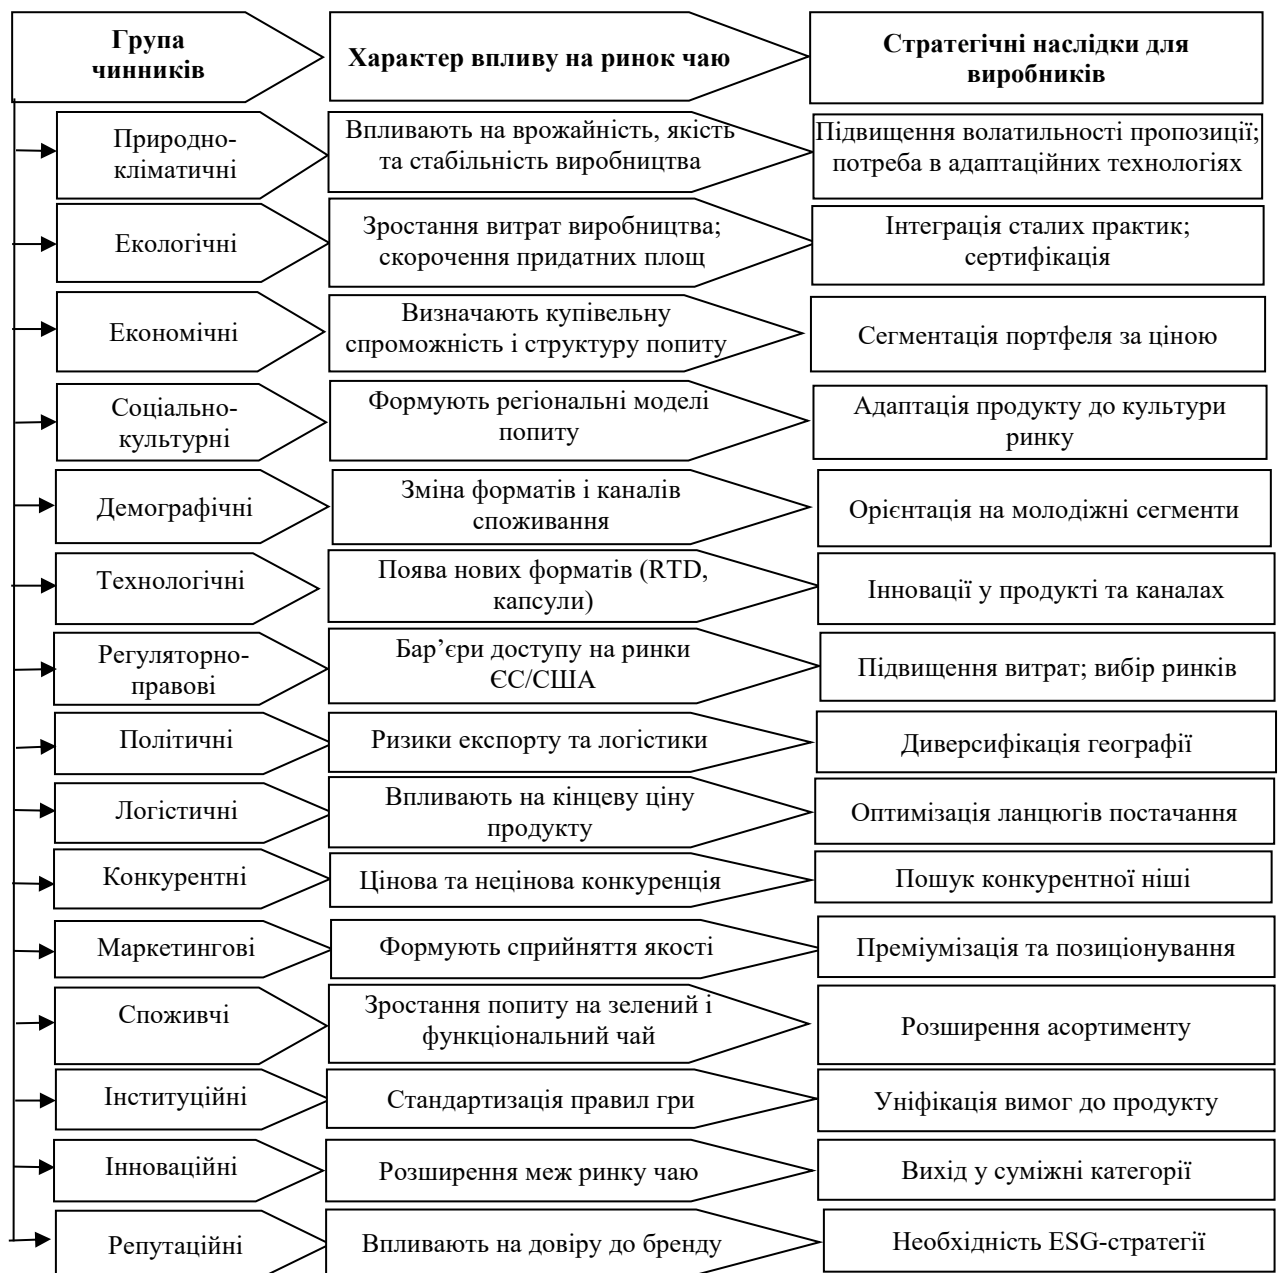 Група
чинників
Характер впливу на ринок чаю
Стратегічні наслідки для
виробників
Природно-
кліматичні
Впливають на врожайність, якість
та стабільність виробництва
Підвищення волатильності пропозиції;
потреба в адаптаційних технологіях
Екологічні
Зростання витрат виробництва;
скорочення придатних площ
Інтеграція сталих практик;
сертифікація
Економічні
Визначають купівельну
спроможність і структуру попиту
Сегментація портфеля за ціною
Соціально-
культурні
Формують регіональні моделі
попиту
Адаптація продукту до культури
ринку
Демографічні
Зміна форматів і каналів
споживання
Орієнтація на молодіжні сегменти
Технологічні
Поява нових форматів (RTD,
капсули)
Інновації у продукті та каналах
Регуляторно-
правові
Бар’єри доступу на ринки
ЄС/США
Підвищення витрат; вибір ринків
Політичні
Ризики експорту та логістики
Диверсифікація географії
Логістичні
Впливають на кінцеву ціну
продукту
Оптимізація ланцюгів постачання
Конкурентні
Цінова та нецінова конкуренція
Пошук конкурентної ніші
Маркетингові
Формують сприйняття якості
Преміумізація та позиціонування
Споживчі
Зростання попиту на зелений і
функціональний чай
Розширення асортименту
Інституційні
Стандартизація правил гри
Уніфікація вимог до продукту
Інноваційні
Розширення меж ринку чаю
Вихід у суміжні категорії
Репутаційні
Впливають на довіру до бренду
Необхідність ESG-стратегії